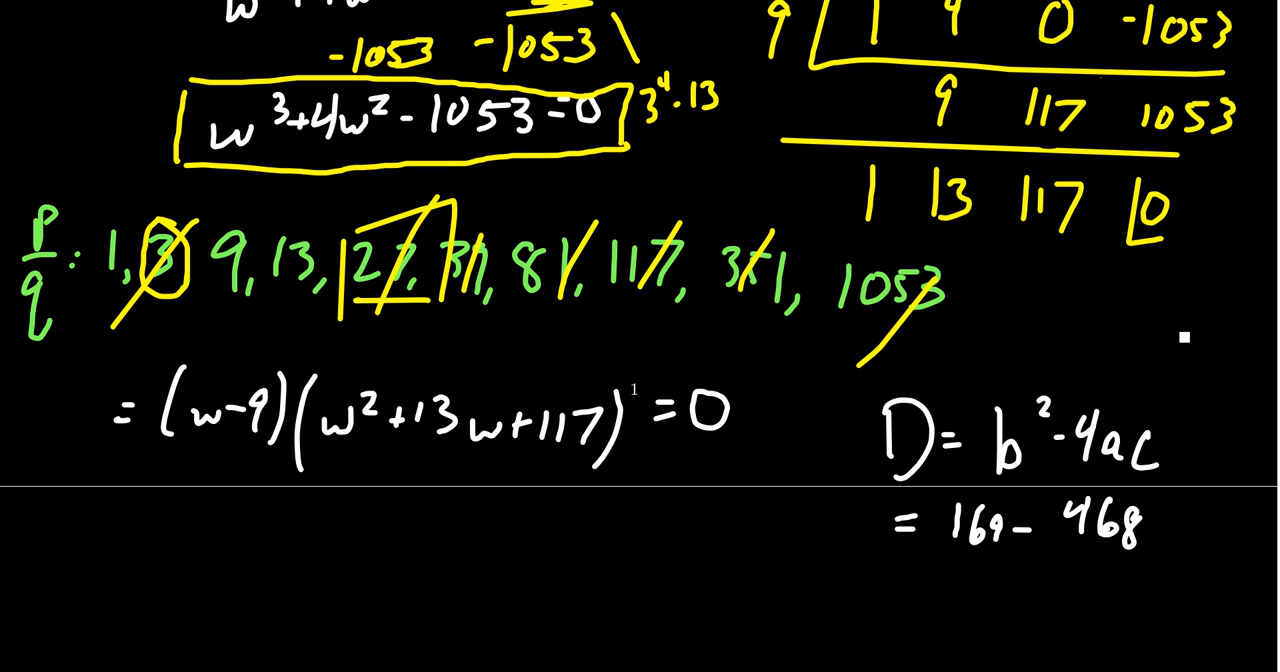 -1053 -1053
w³+4w²-1053=0 3⁴·13
9 1 4 0 -1053
9 117 1053
1 13 117 0
p/q: 1, 3 9, 13, 27, 39, 81, 117, 351, 1053
= (w-9)(w²+13w+117) = 0
1
D= b²-4ac
= 169- 468